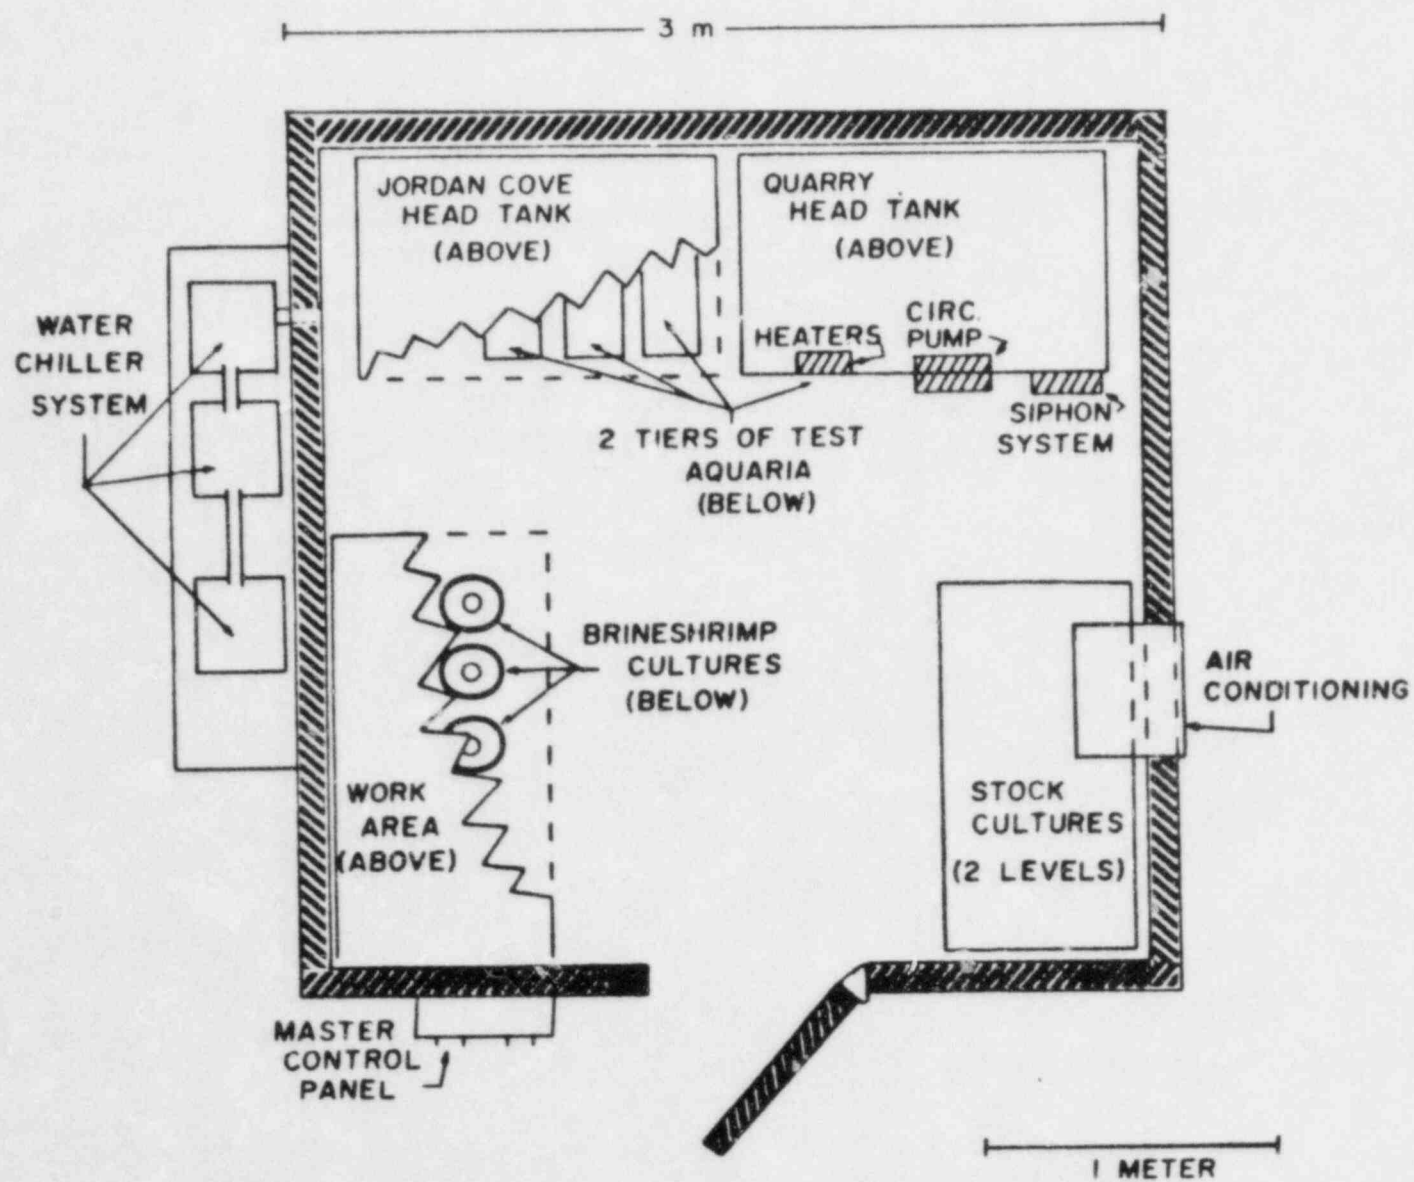 3 m
JORDAN COVE
HEAD TANK
(ABOVE)
QUARRY
HEAD TANK
(ABOVE)
WATER
CHILLER
SYSTEM
HEATERS
CIRC.
PUMP
SIPHON
SYSTEM
2 TIERS OF TEST
AQUARIA
(BELOW)
BRINESHRIMP
CULTURES
(BELOW)
AIR
CONDITIONING
WORK
AREA
(ABOVE)
STOCK
CULTURES
(2 LEVELS)
MASTER
CONTROL
PANEL
1 METER